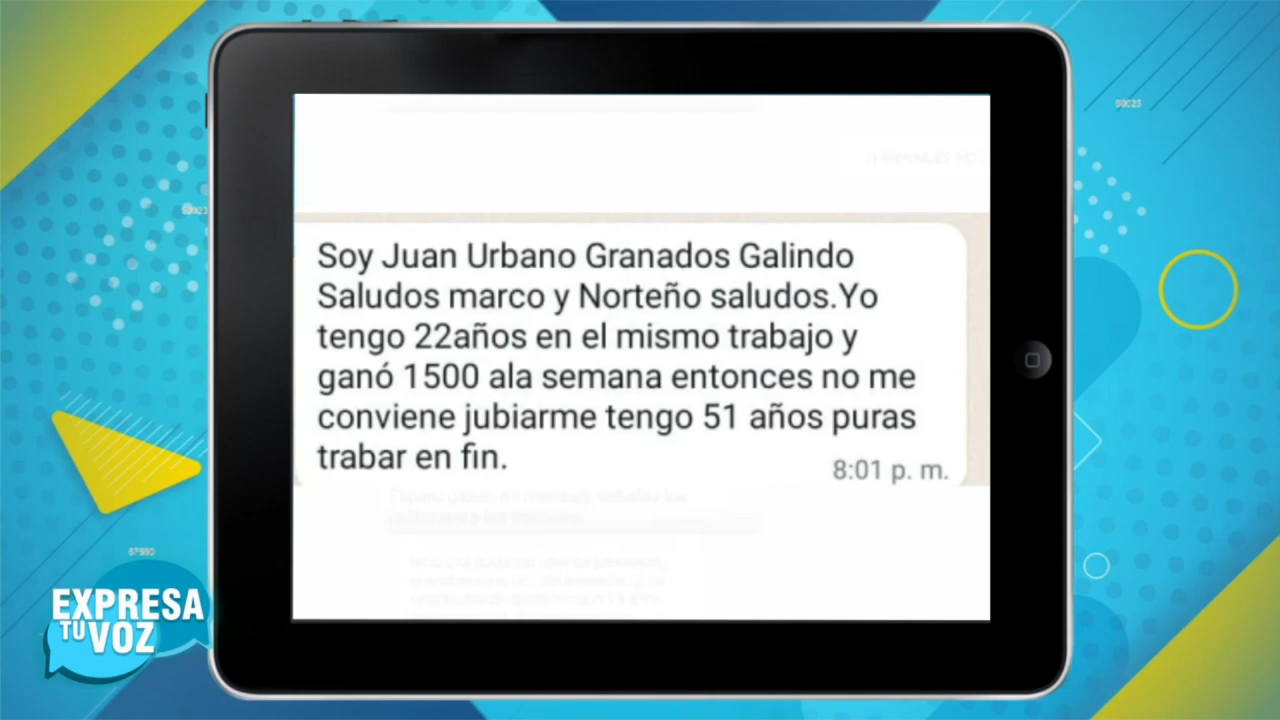 Soy Juan Urbano Granados Galindo
Saludos marco y Norteño saludos.Yo
tengo 22años en el mismo trabajo y
ganó 1500 ala semana entonces no me
conviene jubiarme tengo 51 años puras
trabar en fin.
8:01 p. m.
EXPRESA
TU VOZ